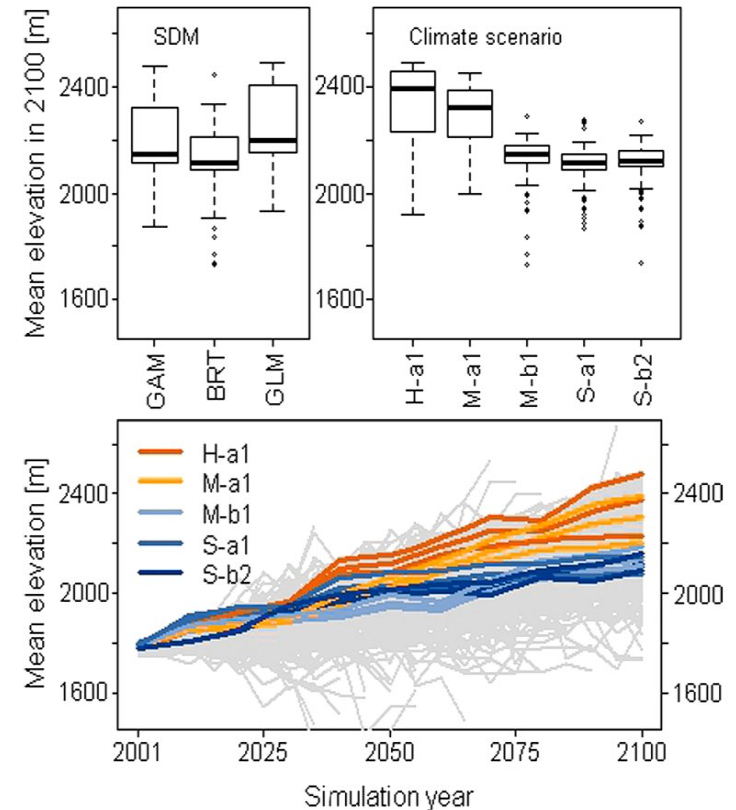 Mean elevation in 2100 [m]
SDM
2400
2000
1600
GAM
BRT
GLM
Climate scenario
2400
2000
1600
H-a1
M-a1
M-b1
S-a1
S-b2
Mean elevation [m]
2400
2000
1600
H-a1
M-a1
M-b1
S-a1
S-b2
2400
2000
1600
2001 2025 2050 2075 2100
Simulation year